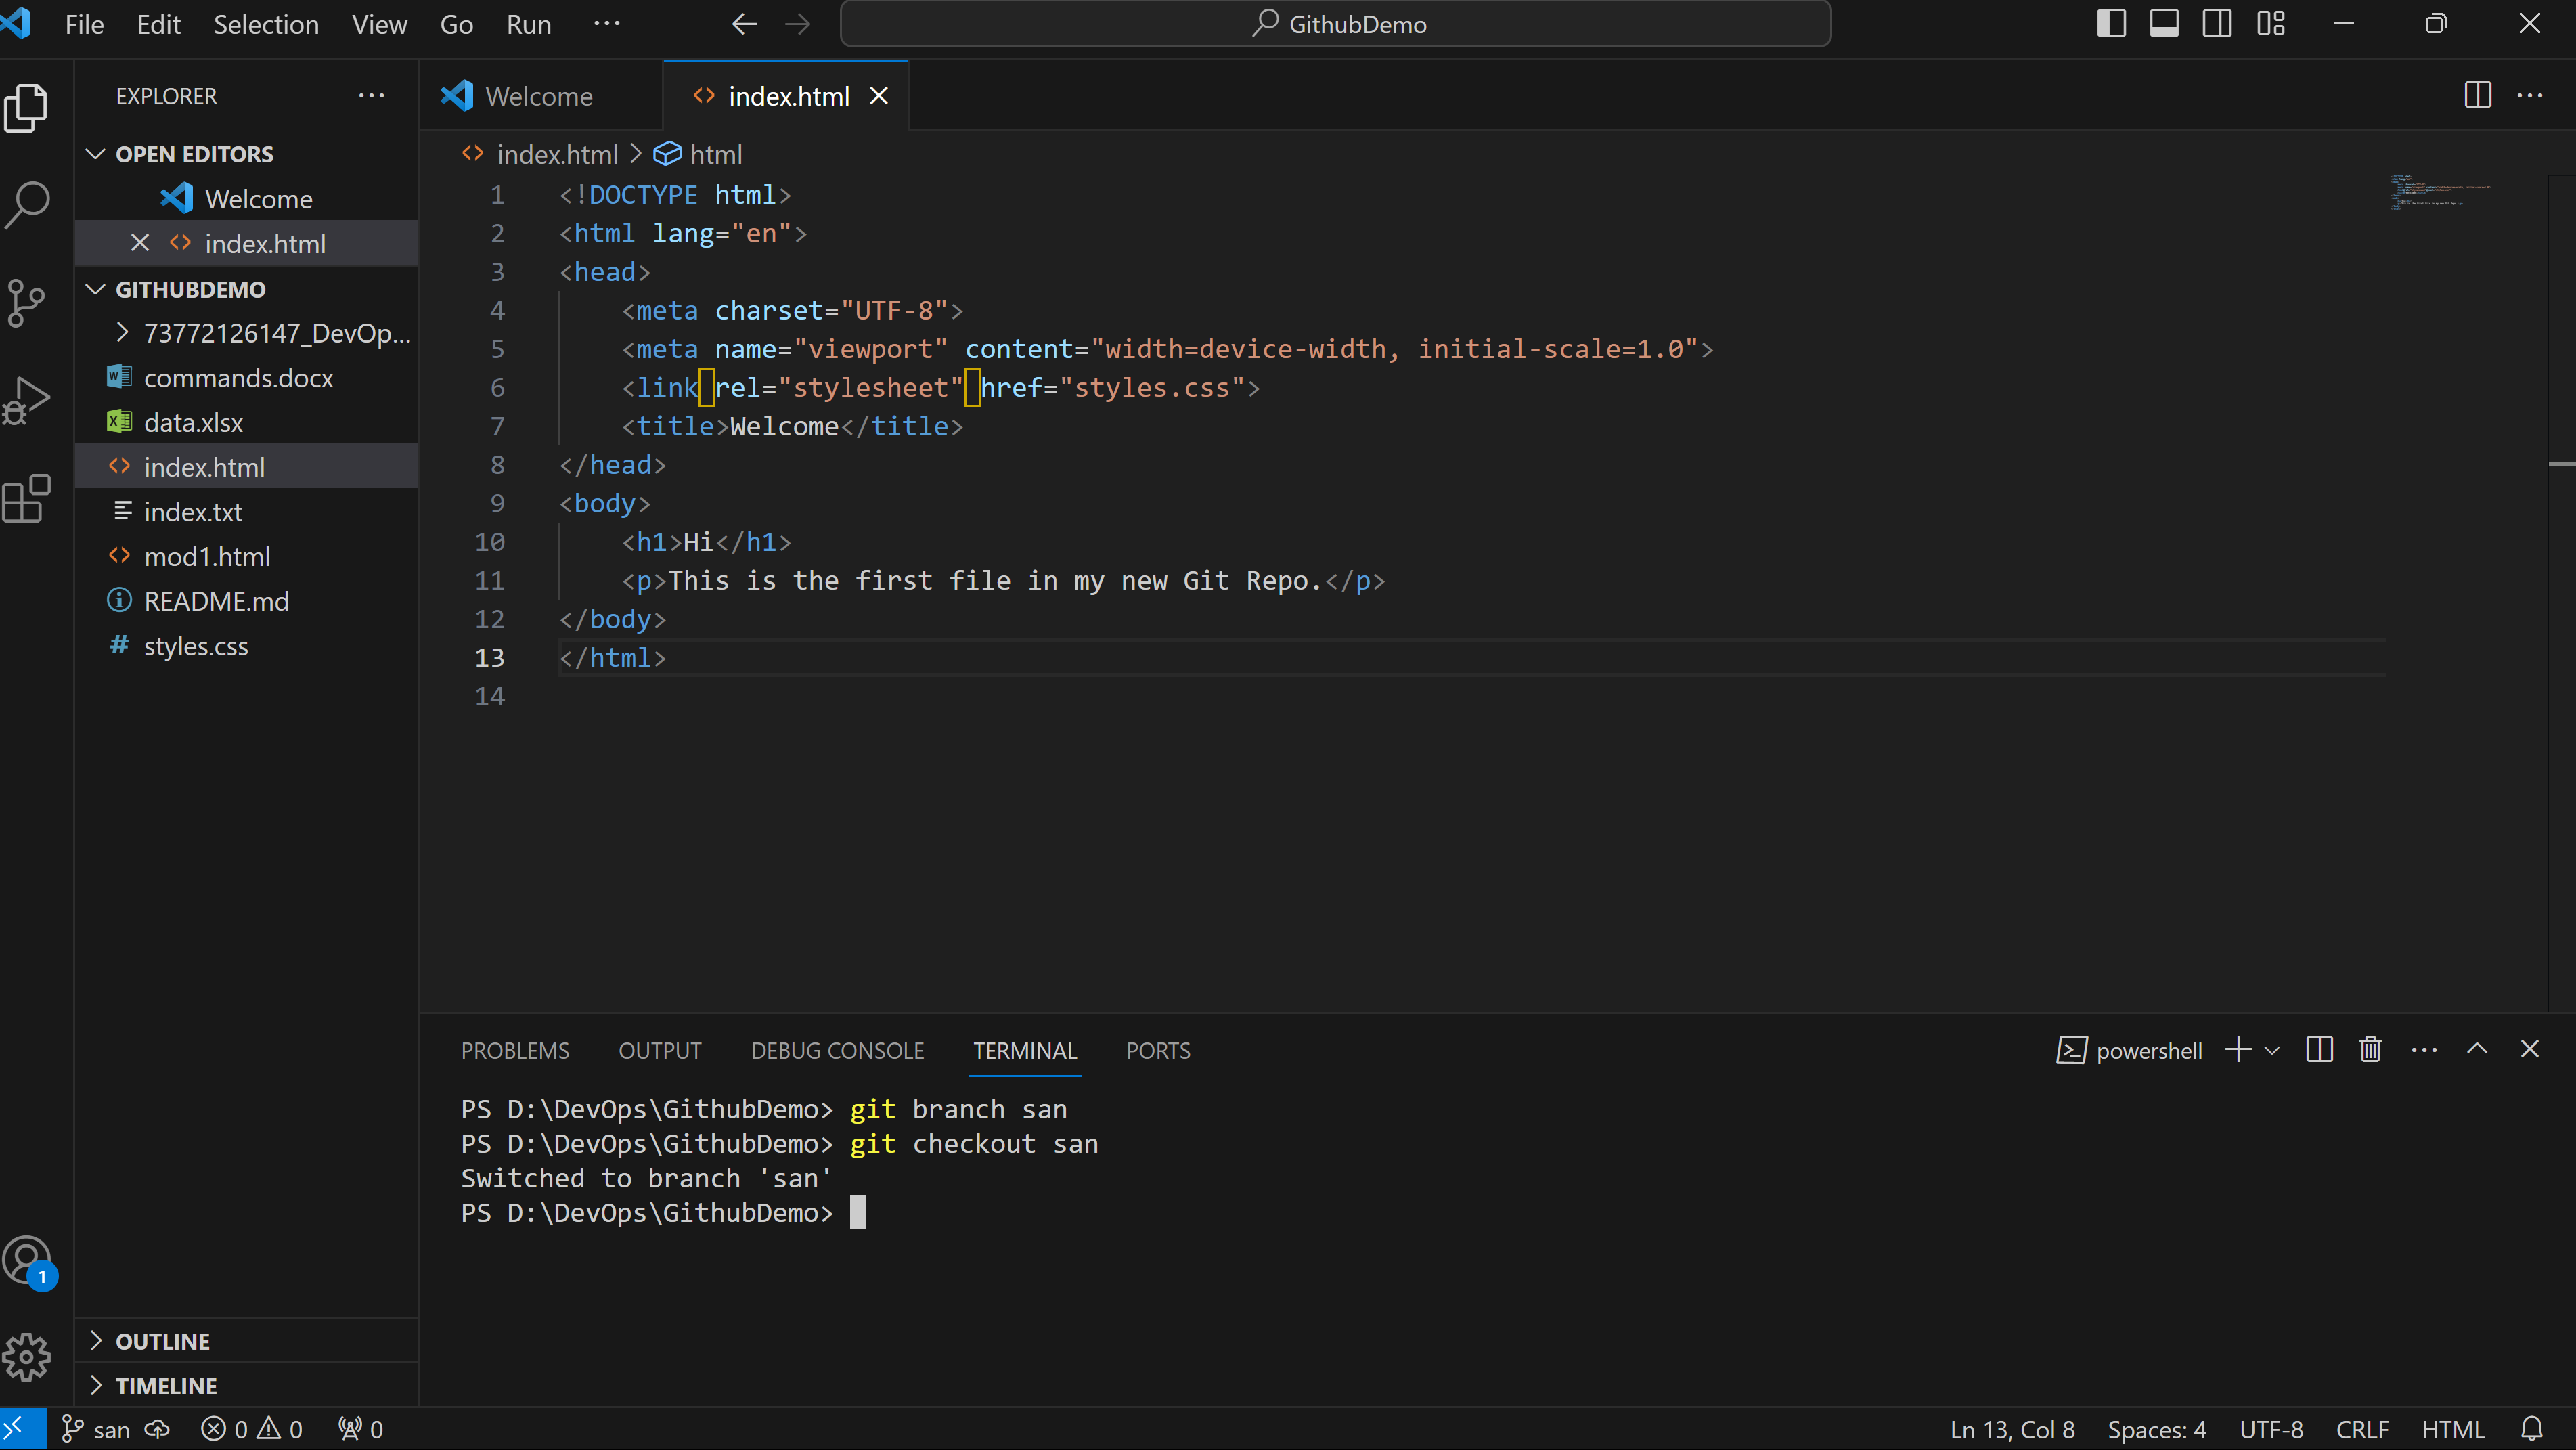 File Edit Selection View Go Run ··· GithubDemo
EXPLORER ···
OPEN EDITORS
Welcome
index.html
GITHUBDEMO
73772126147_DevOp...
commands.docx
data.xlsx
index.html
index.txt
mod1.html
README.md
styles.css
OUTLINE
TIMELINE
Welcome index.html
index.html > html
1 <!DOCTYPE html>
2 <html lang="en">
3 <head>
4 <meta charset="UTF-8">
5 <meta name="viewport" content="width=device-width, initial-scale=1.0">
6 <link rel="stylesheet" href="styles.css">
7 <title>Welcome</title>
8 </head>
9 <body>
10 <h1>Hi</h1>
11 <p>This is the first file in my new Git Repo.</p>
12 </body>
13 </html>
14
PROBLEMS OUTPUT DEBUG CONSOLE TERMINAL PORTS powershell
PS D:\DevOps\GithubDemo> git branch san
PS D:\DevOps\GithubDemo> git checkout san
Switched to branch 'san'
PS D:\DevOps\GithubDemo>
1
san 0 0 0 Ln 13, Col 8 Spaces: 4 UTF-8 CRLF HTML